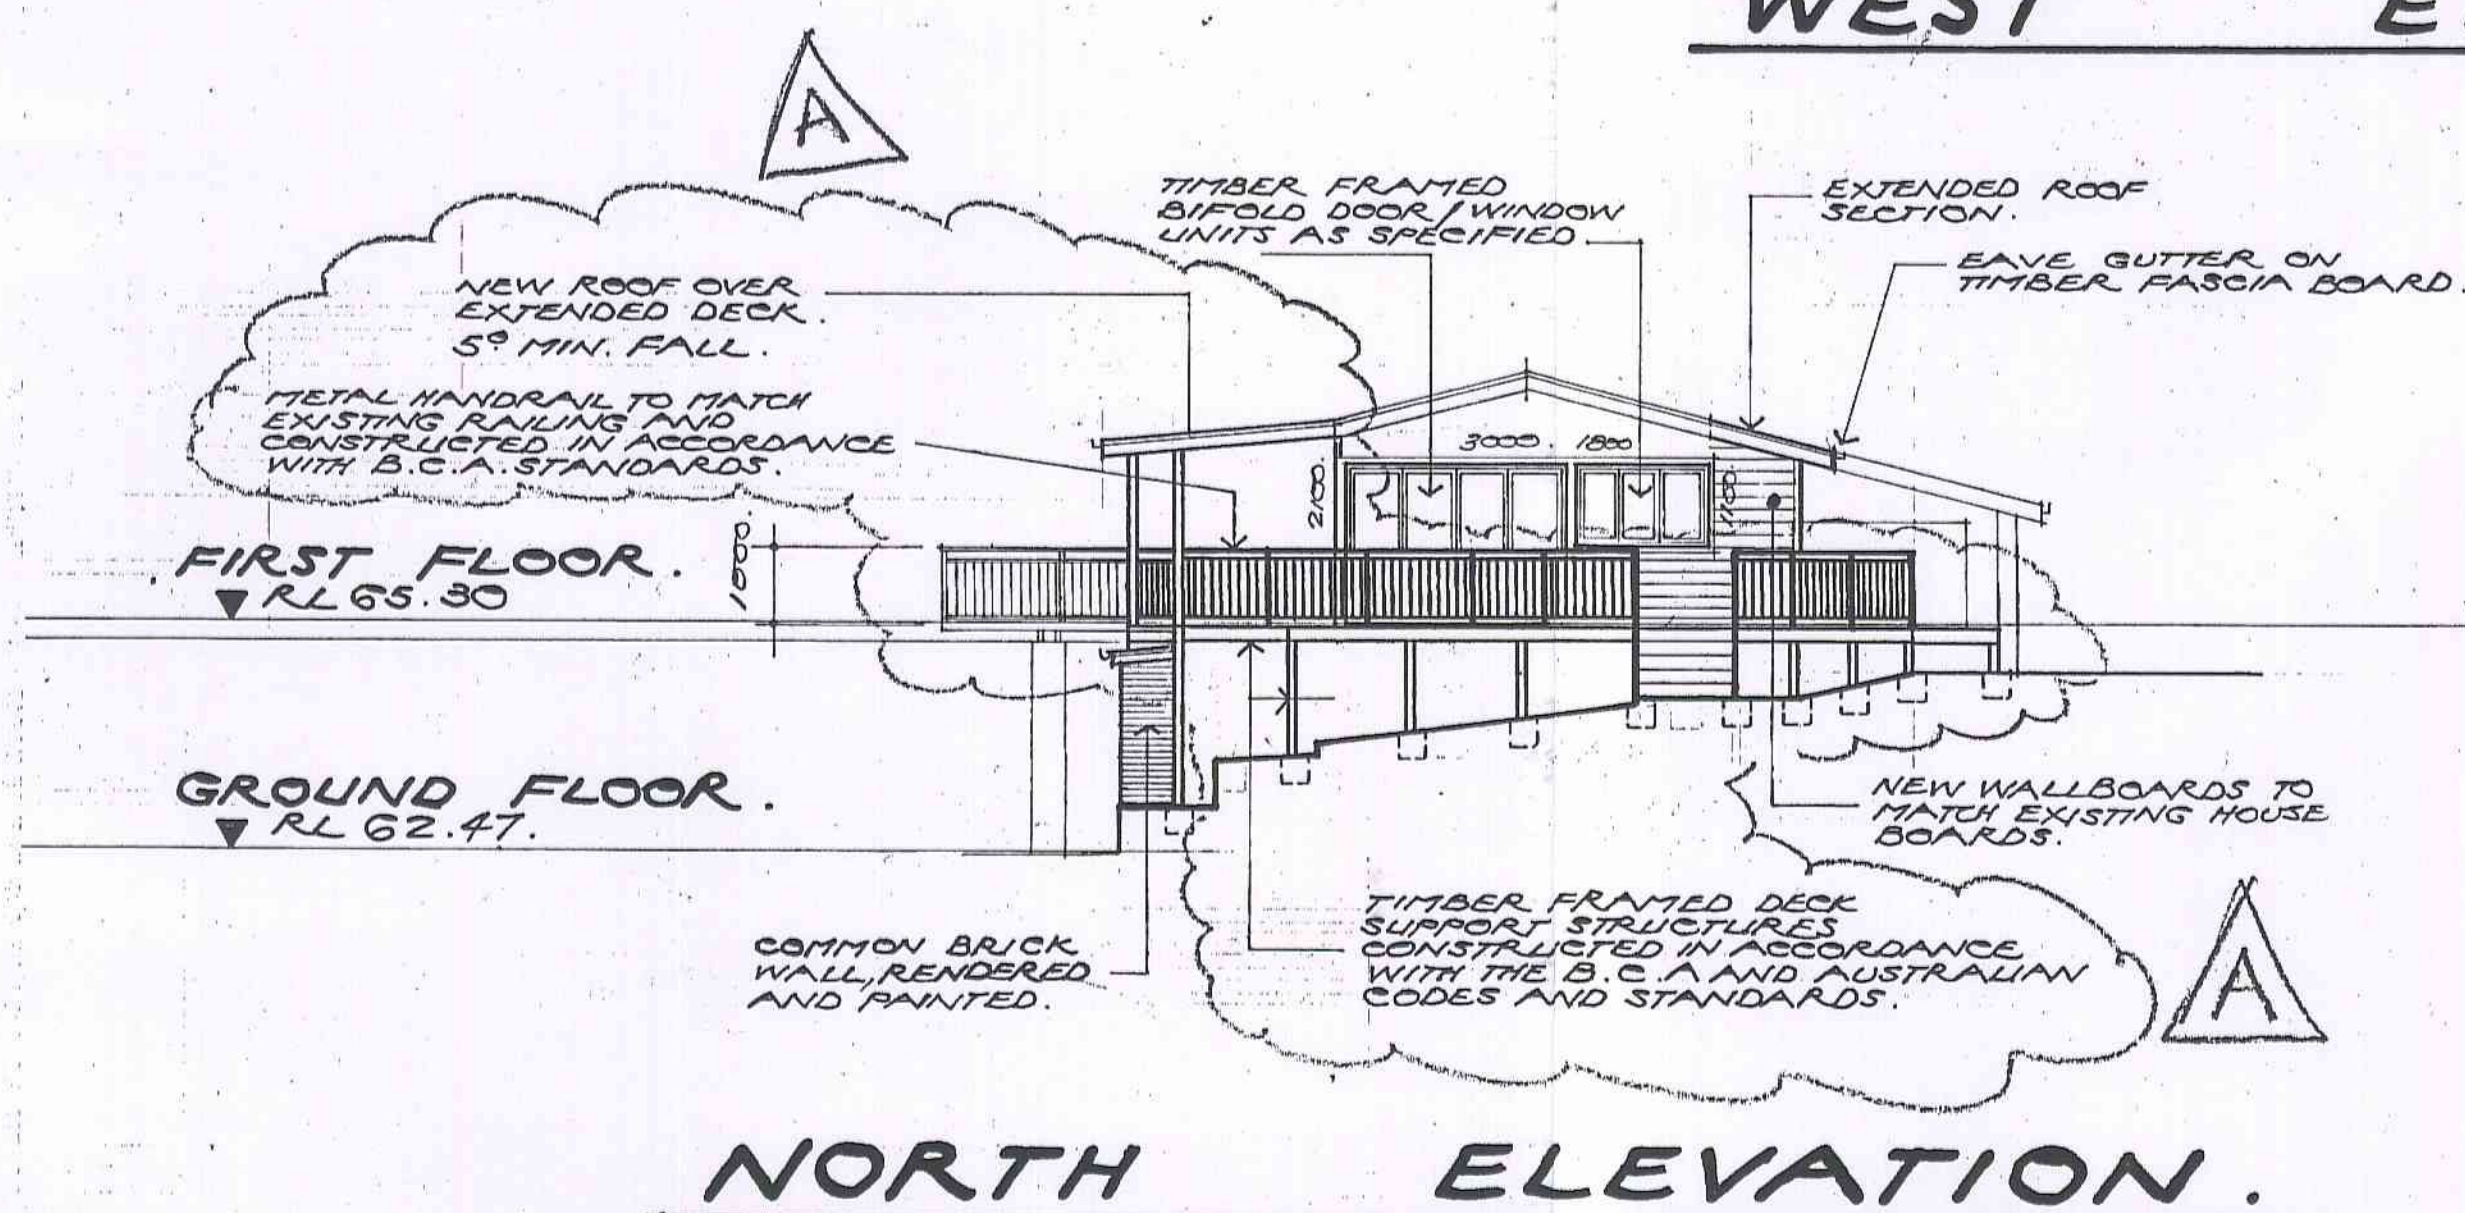 WEST E
A
TIMBER FRAMED
BIFOLD DOOR/WINDOW
UNITS AS SPECIFIED.
EXTENDED ROOF
SECTION.
EAVE GUTTER ON
TIMBER FASCIA BOARD.
NEW ROOF OVER
EXTENDED DECK.
5° MIN. FALL.
METAL HANDRAIL TO MATCH
EXISTING RAILING AND
CONSTRUCTED IN ACCORDANCE
WITH B.C.A. STANDARDS.
3000. 1800
2100.
1100.
1000.
FIRST FLOOR.
RL 65.30
GROUND FLOOR.
RL 62.47.
NEW WALLBOARDS TO
MATCH EXISTING HOUSE
BOARDS.
COMMON BRICK
WALL, RENDERED
AND PAINTED.
TIMBER FRAMED DECK
SUPPORT STRUCTURES
CONSTRUCTED IN ACCORDANCE
WITH THE B.C.A AND AUSTRALIAN
CODES AND STANDARDS.
A
NORTH ELEVATION.